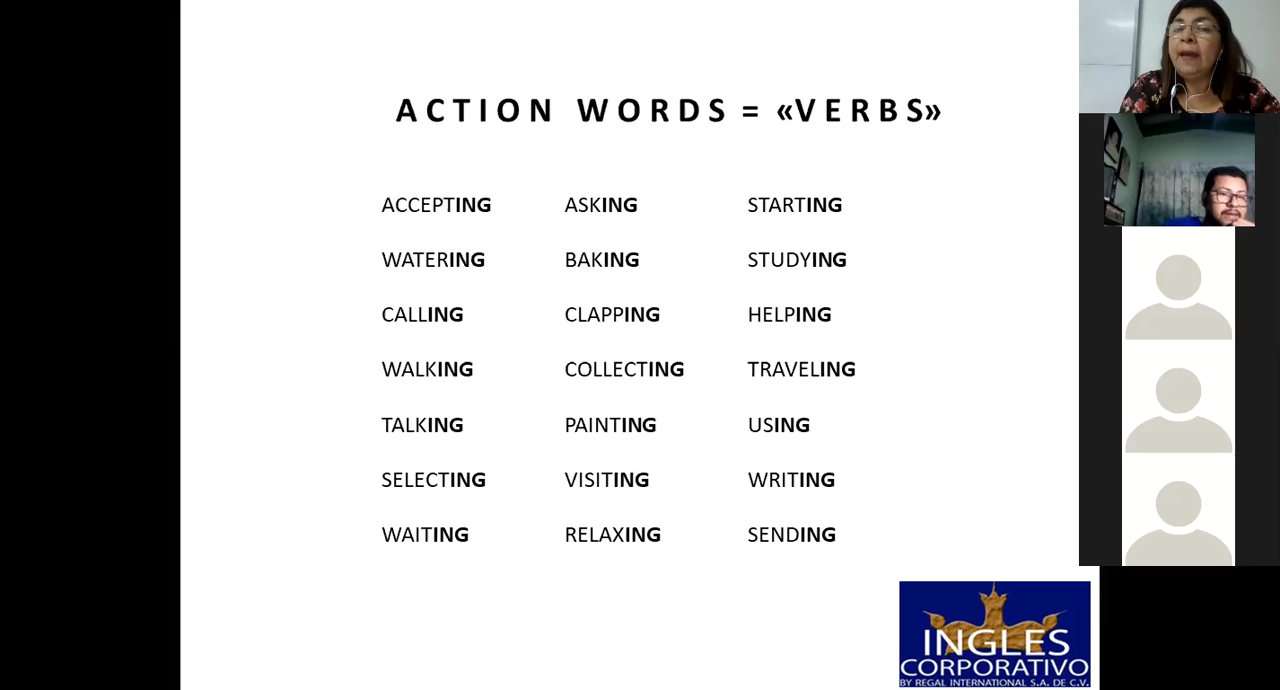 ACTION WORDS = «VERBS»
ACCEPTING ASKING STARTING
WATERING BAKING STUDYING
CALLING CLAPPING HELPING
WALKING COLLECTING TRAVELING
TALKING PAINTING USING
SELECTING VISITING WRITING
WAITING RELAXING SENDING
INGLES
CORPORATIVO
BY REGAL INTERNATIONAL S.A. DE C.V.